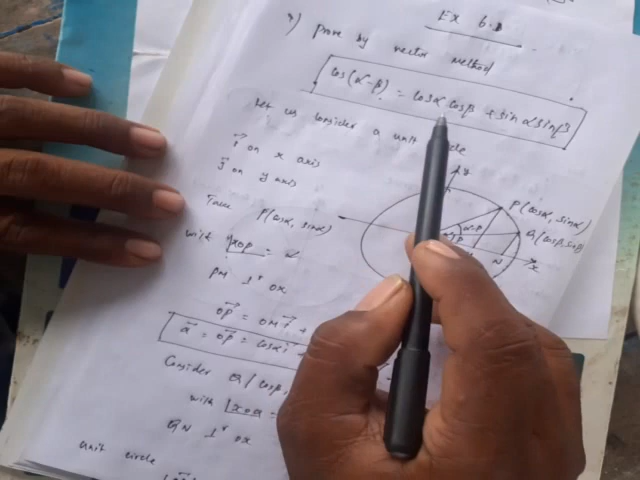 Ex 6.1
7) Prove by vector method
cos(α-β) = cosα cosβ + sinα sinβ
Let us consider a unit circle
i⃗ on x axis
j⃗ on y axis
Take P(cosα, sinα)
with ∠XOP = α
PM ⊥r OX
OP⃗ = OM i⃗ +
a⃗ = OP⃗ = cosα i⃗ +
Consider Q(cosβ,
with ∠XOQ =
QN ⊥r OX
unit circle
y
P(cosα, sinα)
Q(cosβ, sinβ)
α-β
β
N
x